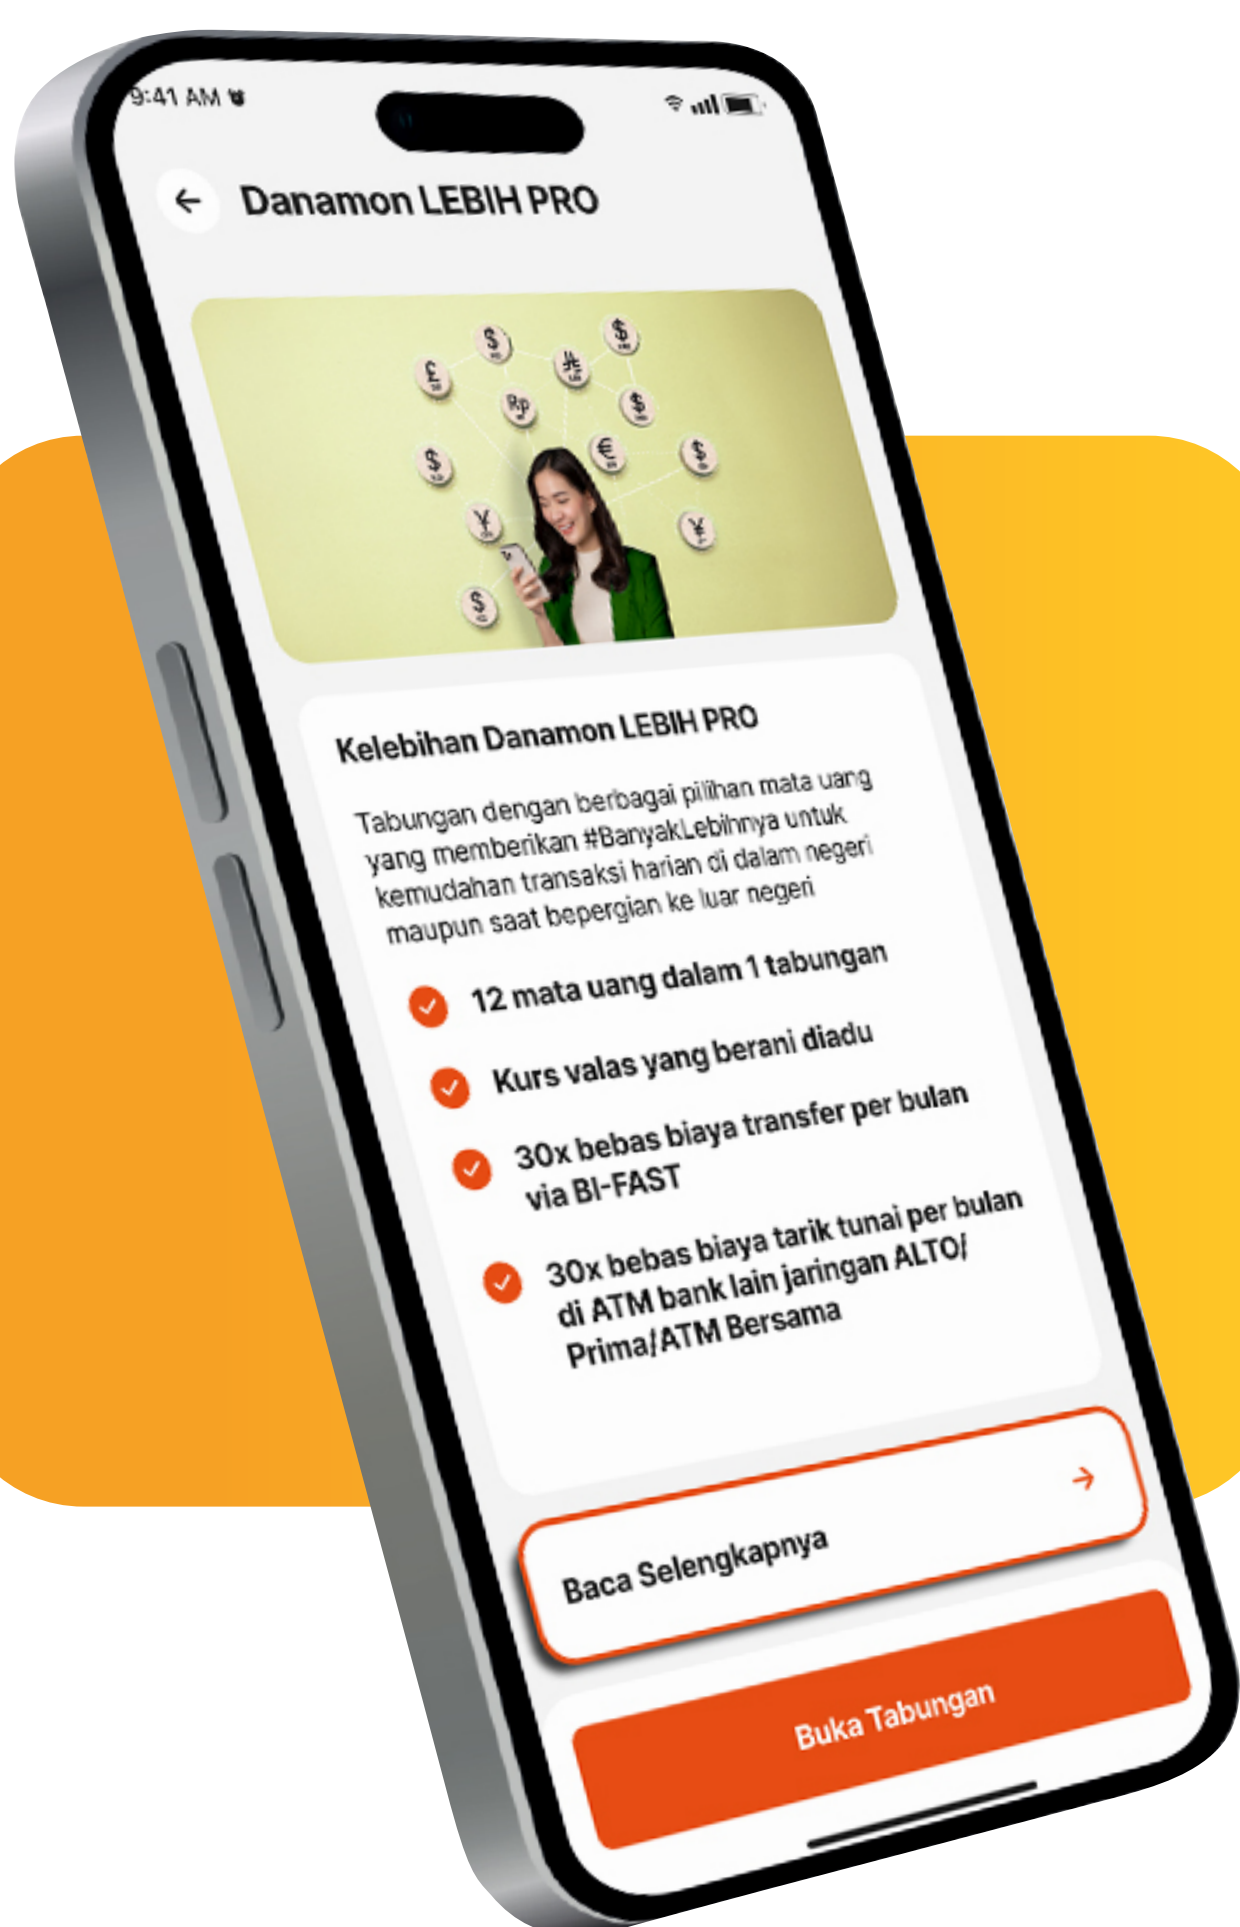 9:41 AM
Danamon LEBIH PRO
Rp
Kelebihan Danamon LEBIH PRO
Tabungan dengan berbagai pilihan mata uang
yang memberikan #BanyakLebihnya untuk
kemudahan transaksi harian di dalam negeri
maupun saat bepergian ke luar negeri
12 mata uang dalam 1 tabungan
Kurs valas yang berani diadu
30x bebas biaya transfer per bulan
via BI-FAST
30x bebas biaya tarik tunai per bulan
di ATM bank lain jaringan ALTO/
Prima/ATM Bersama
Baca Selengkapnya
Buka Tabungan